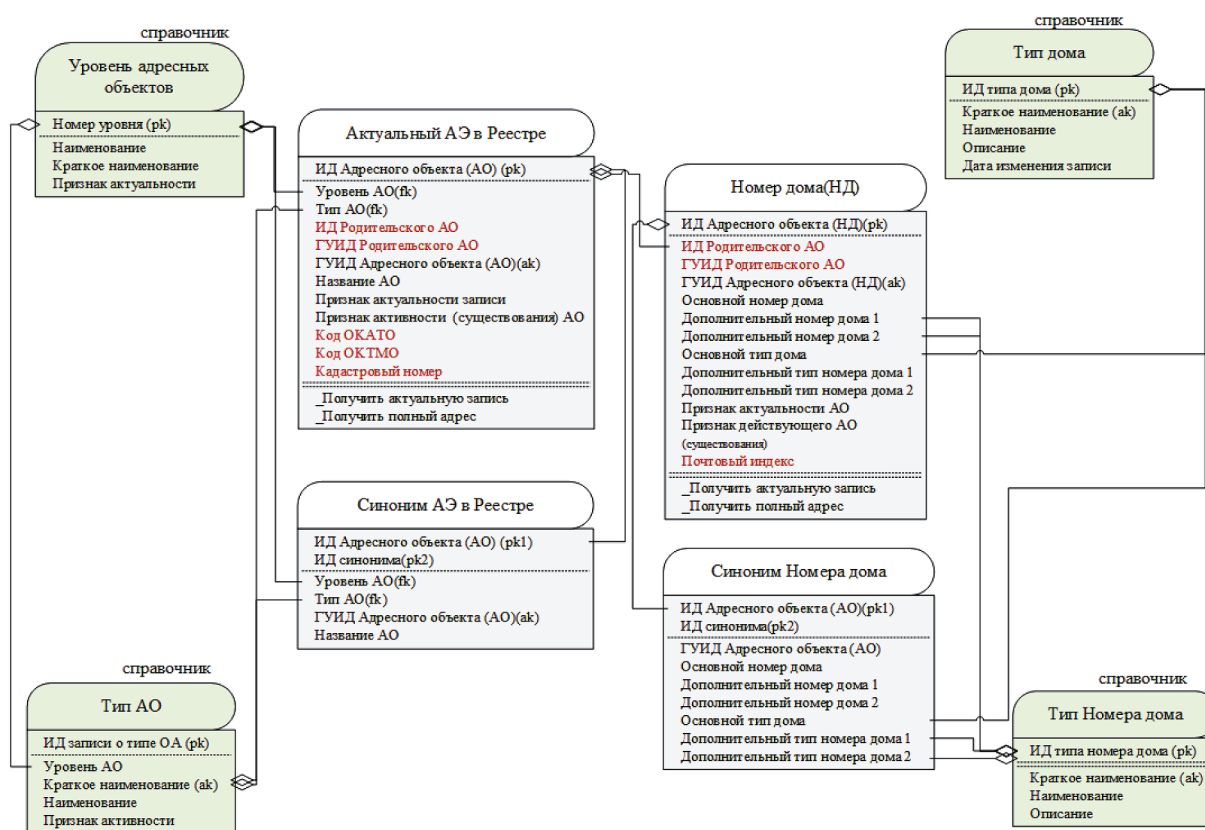 справочник
Уровень адресных
объектов
Номер уровня (pk)
Наименование
Краткое наименование
Признак актуальности
Актуальный АЭ в Реестре
ИД Адресного объекта (АО) (pk)
Уровень АО(fk)
Тип АО(fk)
ИД Родительского АО
ГУИД Родительского АО
ГУИД Адресного объекта (АО)(ak)
Название АО
Признак актуальности записи
Признак активности (существования) АО
Код ОКАТО
Код ОКТМО
Кадастровый номер
_Получить актуальную запись
_Получить полный адрес
справочник
Тип дома
ИД типа дома (pk)
Краткое наименование (ak)
Наименование
Описание
Дата изменения записи
Номер дома(НД)
ИД Адресного объекта (НД)(pk)
ИД Родительского АО
ГУИД Родительского АО
ГУИД Адресного объекта (НД)(ak)
Основной номер дома
Дополнительный номер дома 1
Дополнительный номер дома 2
Основной тип дома
Дополнительный тип номера дома 1
Дополнительный тип номера дома 2
Признак актуальности АО
Признак действующего АО
(существования)
Почтовый индекс
_Получить актуальную запись
_Получить полный адрес
Синоним АЭ в Реестре
ИД Адресного объекта (АО) (pk1)
ИД синонима(pk2)
Уровень АО(fk)
Тип АО(fk)
ГУИД Адресного объекта (АО)(ak)
Название АО
Синоним Номера дома
ИД Адресного объекта (АО)(pk1)
ИД синонима(pk2)
ГУИД Адресного объекта (АО)
Основной номер дома
Дополнительный номер дома 1
Дополнительный номер дома 2
Основной тип дома
Дополнительный тип номера дома 1
Дополнительный тип номера дома 2
справочник
Тип АО
ИД записи о типе ОА (pk)
Уровень АО
Краткое наименование (ak)
Наименование
Признак активности
справочник
Тип Номера дома
ИД типа номера дома (pk)
Краткое наименование (ak)
Наименование
Описание